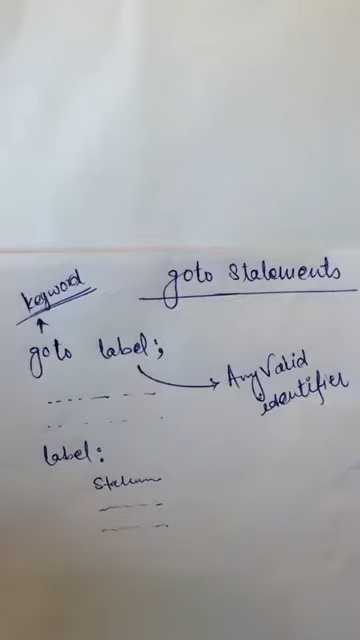 goto Statements
keyword
goto label;
Any Valid
identifier
label: